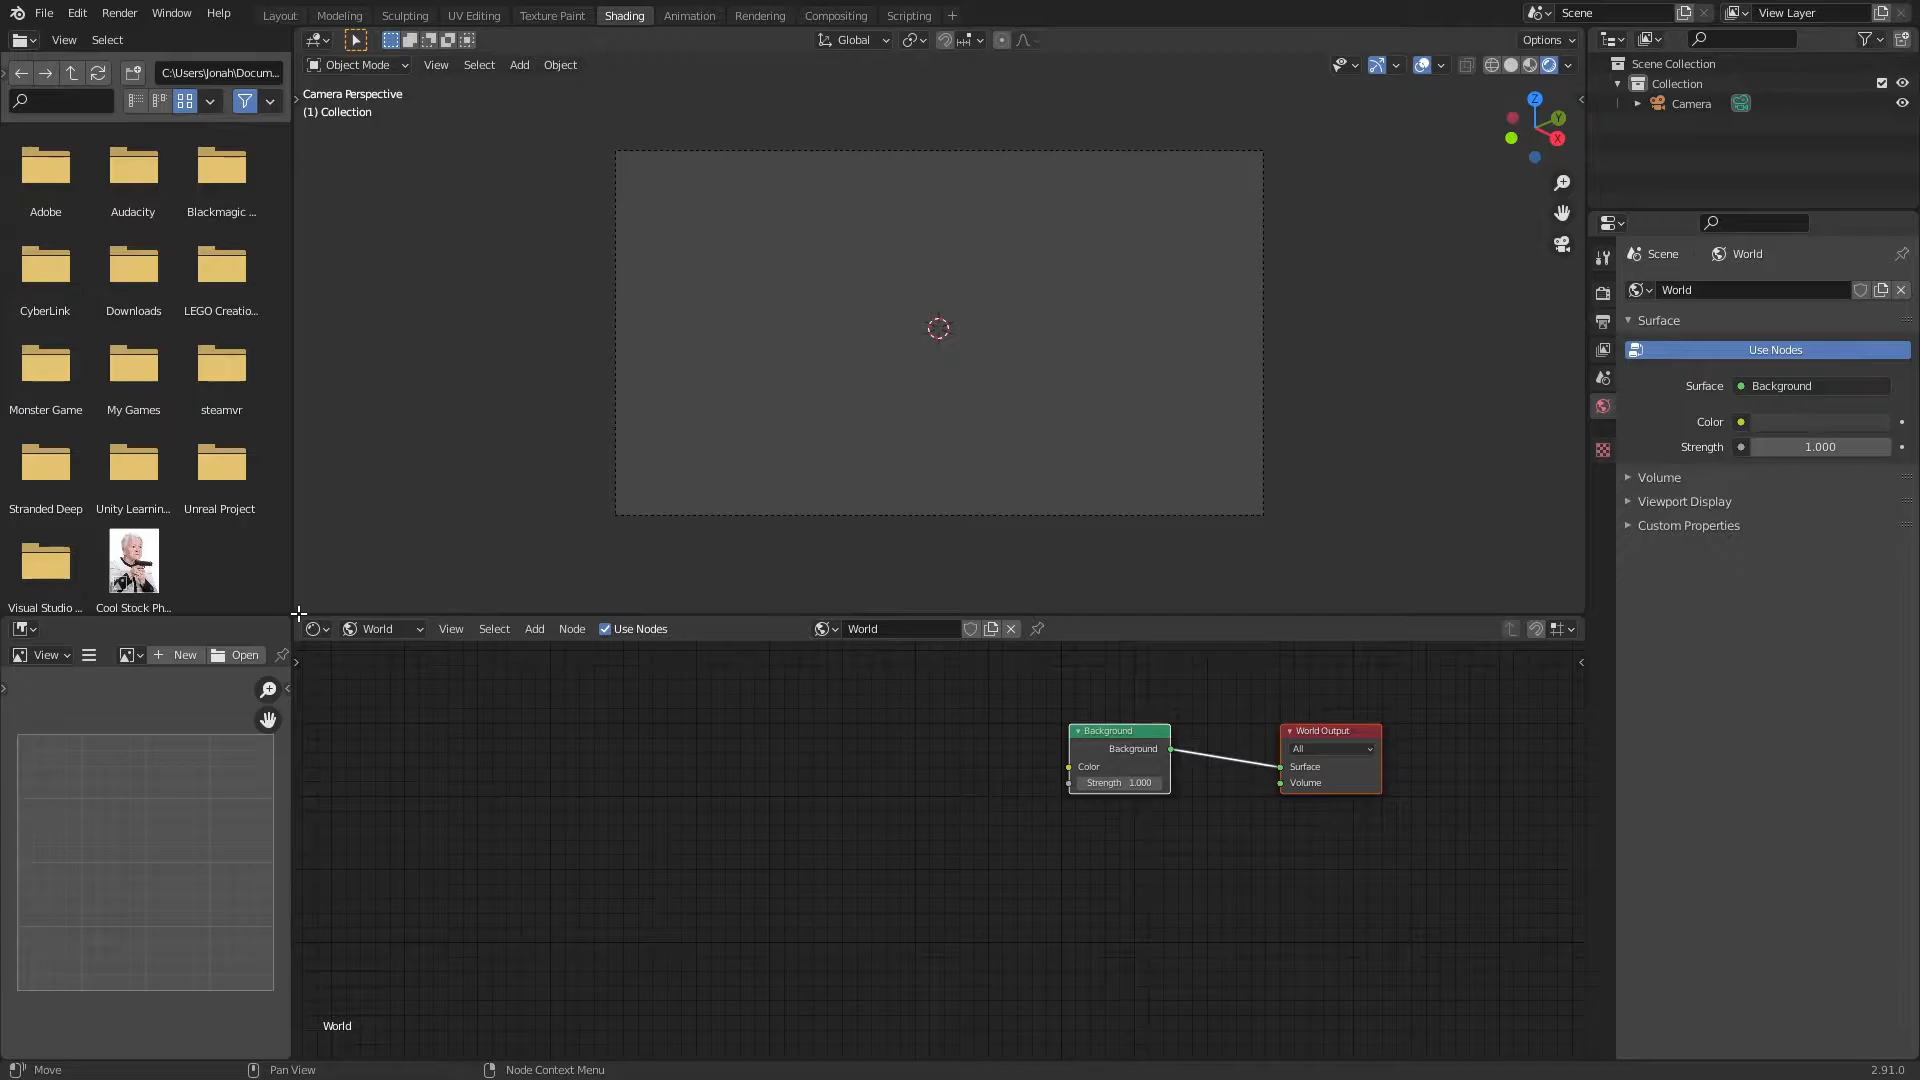 File Edit Render Window Help Layout Modeling Sculpting UV Editing Texture Paint Shading Animation Rendering Compositing Scripting Scene View Layer
View Select Global Options
C:\Users\Jonah\Docum... Object Mode View Select Add Object Scene Collection
Collection
Camera
Camera Perspective
(1) Collection
Z
Y
X
Adobe Audacity Blackmagic ...
CyberLink Downloads LEGO Creatio...
Monster Game My Games steamvr
Stranded Deep Unity Learnin... Unreal Project
Visual Studio ... Cool Stock Ph...
Scene World
World
Surface
Use Nodes
Surface Background
Color
Strength 1.000
Volume
Viewport Display
Custom Properties
World View Select Add Node Use Nodes World
View New Open
Background
Background
Color
Strength 1.000
World Output
All
Surface
Volume
World
Move Pan View Node Context Menu 2.91.0